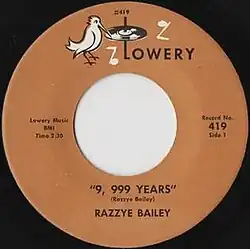 #419
LOWERY
Lowery Music
BMI
Time 2:30
Record No.
419
Side 1
"9, 999 YEARS"
(Razzye Bailey)
RAZZYE BAILEY